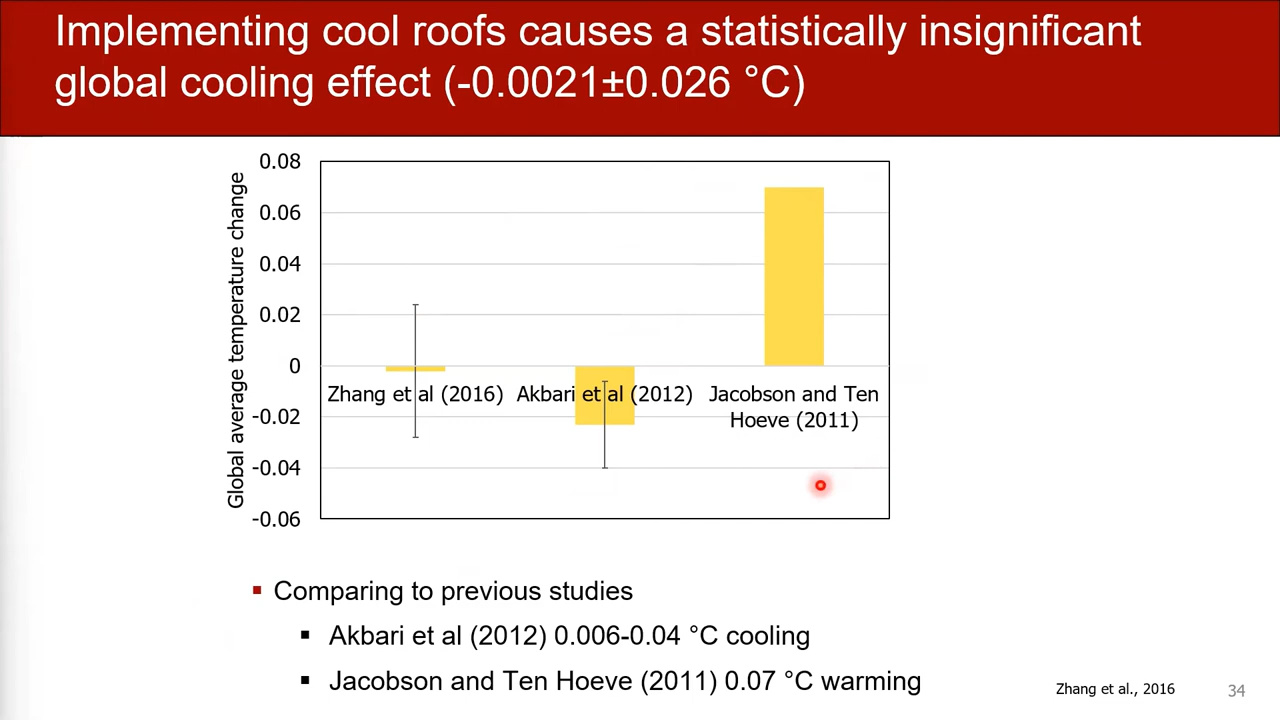 Implementing cool roofs causes a statistically insignificant
global cooling effect (-0.0021±0.026 °C)
Global average temperature change
0.08
0.06
0.04
0.02
0
-0.02
-0.04
-0.06
Zhang et al (2016)
Akbari et al (2012)
Jacobson and Ten
Hoeve (2011)
▪ Comparing to previous studies
▪ Akbari et al (2012) 0.006-0.04 °C cooling
▪ Jacobson and Ten Hoeve (2011) 0.07 °C warming
Zhang et al., 2016
34